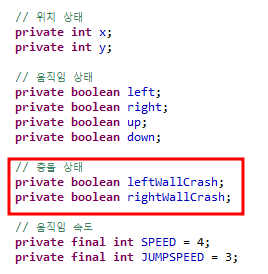 // 위치 상태
private int x;
private int y;
// 움직임 상태
private boolean left;
private boolean right;
private boolean up;
private boolean down;
// 충돌 상태
private boolean leftWallCrash;
private boolean rightWallCrash;
// 움직임 속도
private final int SPEED = 4;
private final int JUMPSPEED = 3;